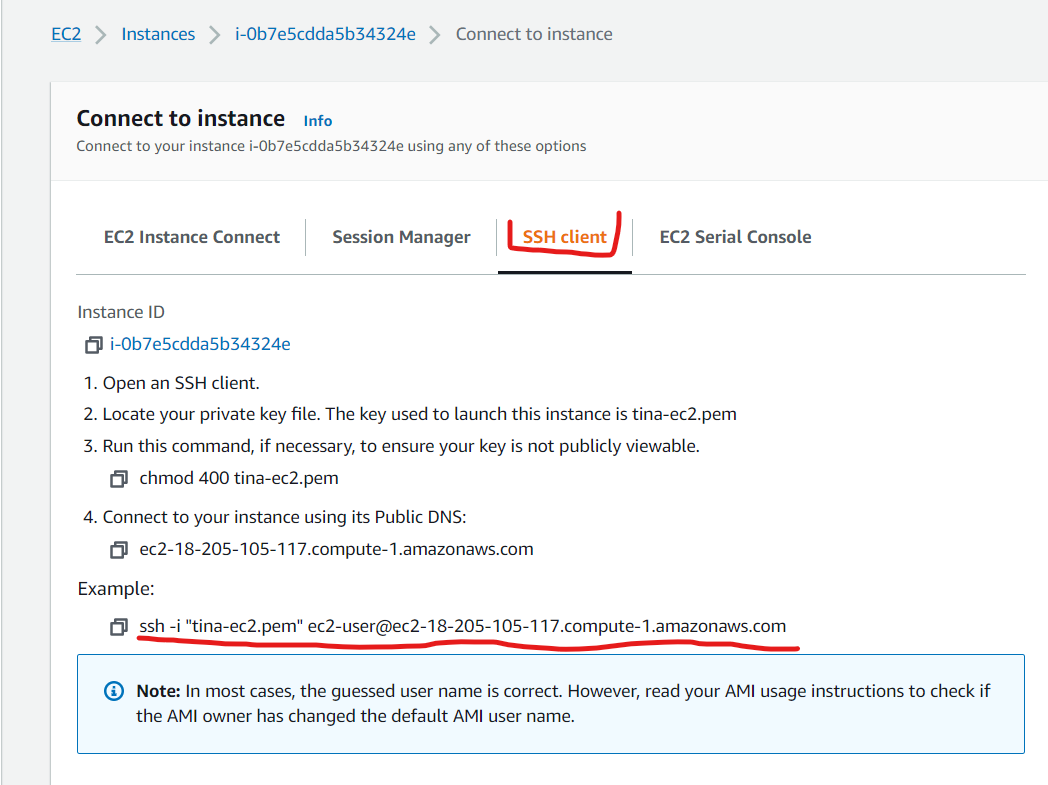 EC2 > Instances > i-0b7e5cdda5b34324e > Connect to instance
Connect to instance Info
Connect to your instance i-0b7e5cdda5b34324e using any of these options
EC2 Instance Connect Session Manager SSH client EC2 Serial Console
Instance ID
i-0b7e5cdda5b34324e
1. Open an SSH client.
2. Locate your private key file. The key used to launch this instance is tina-ec2.pem
3. Run this command, if necessary, to ensure your key is not publicly viewable.
chmod 400 tina-ec2.pem
4. Connect to your instance using its Public DNS:
ec2-18-205-105-117.compute-1.amazonaws.com
Example:
ssh -i "tina-ec2.pem" ec2-user@ec2-18-205-105-117.compute-1.amazonaws.com
Note: In most cases, the guessed user name is correct. However, read your AMI usage instructions to check if
the AMI owner has changed the default AMI user name.